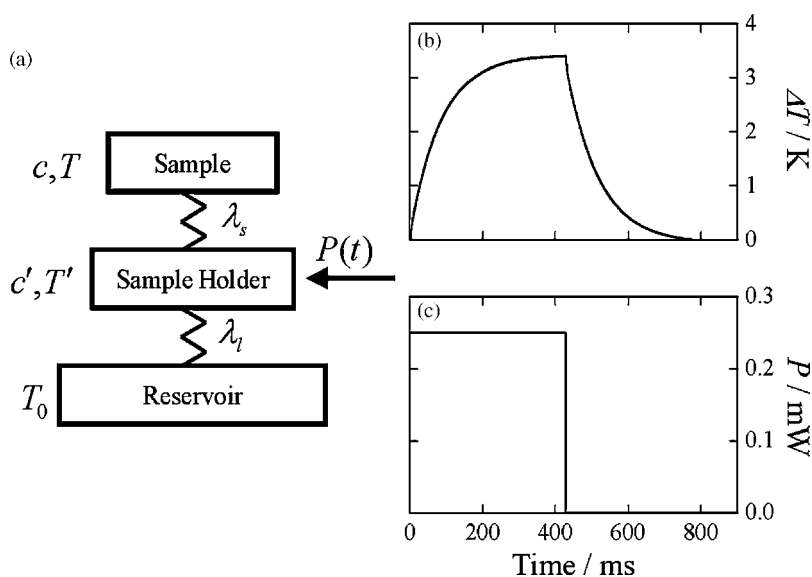 (a)
Sample
c, T
λs
Sample Holder
c', T'
P(t)
λl
Reservoir
T0
(b)
4
3
2
1
0
ΔT / K
(c)
0.3
0.2
0.1
0.0
P / mW
0 200 400 600 800
Time / ms